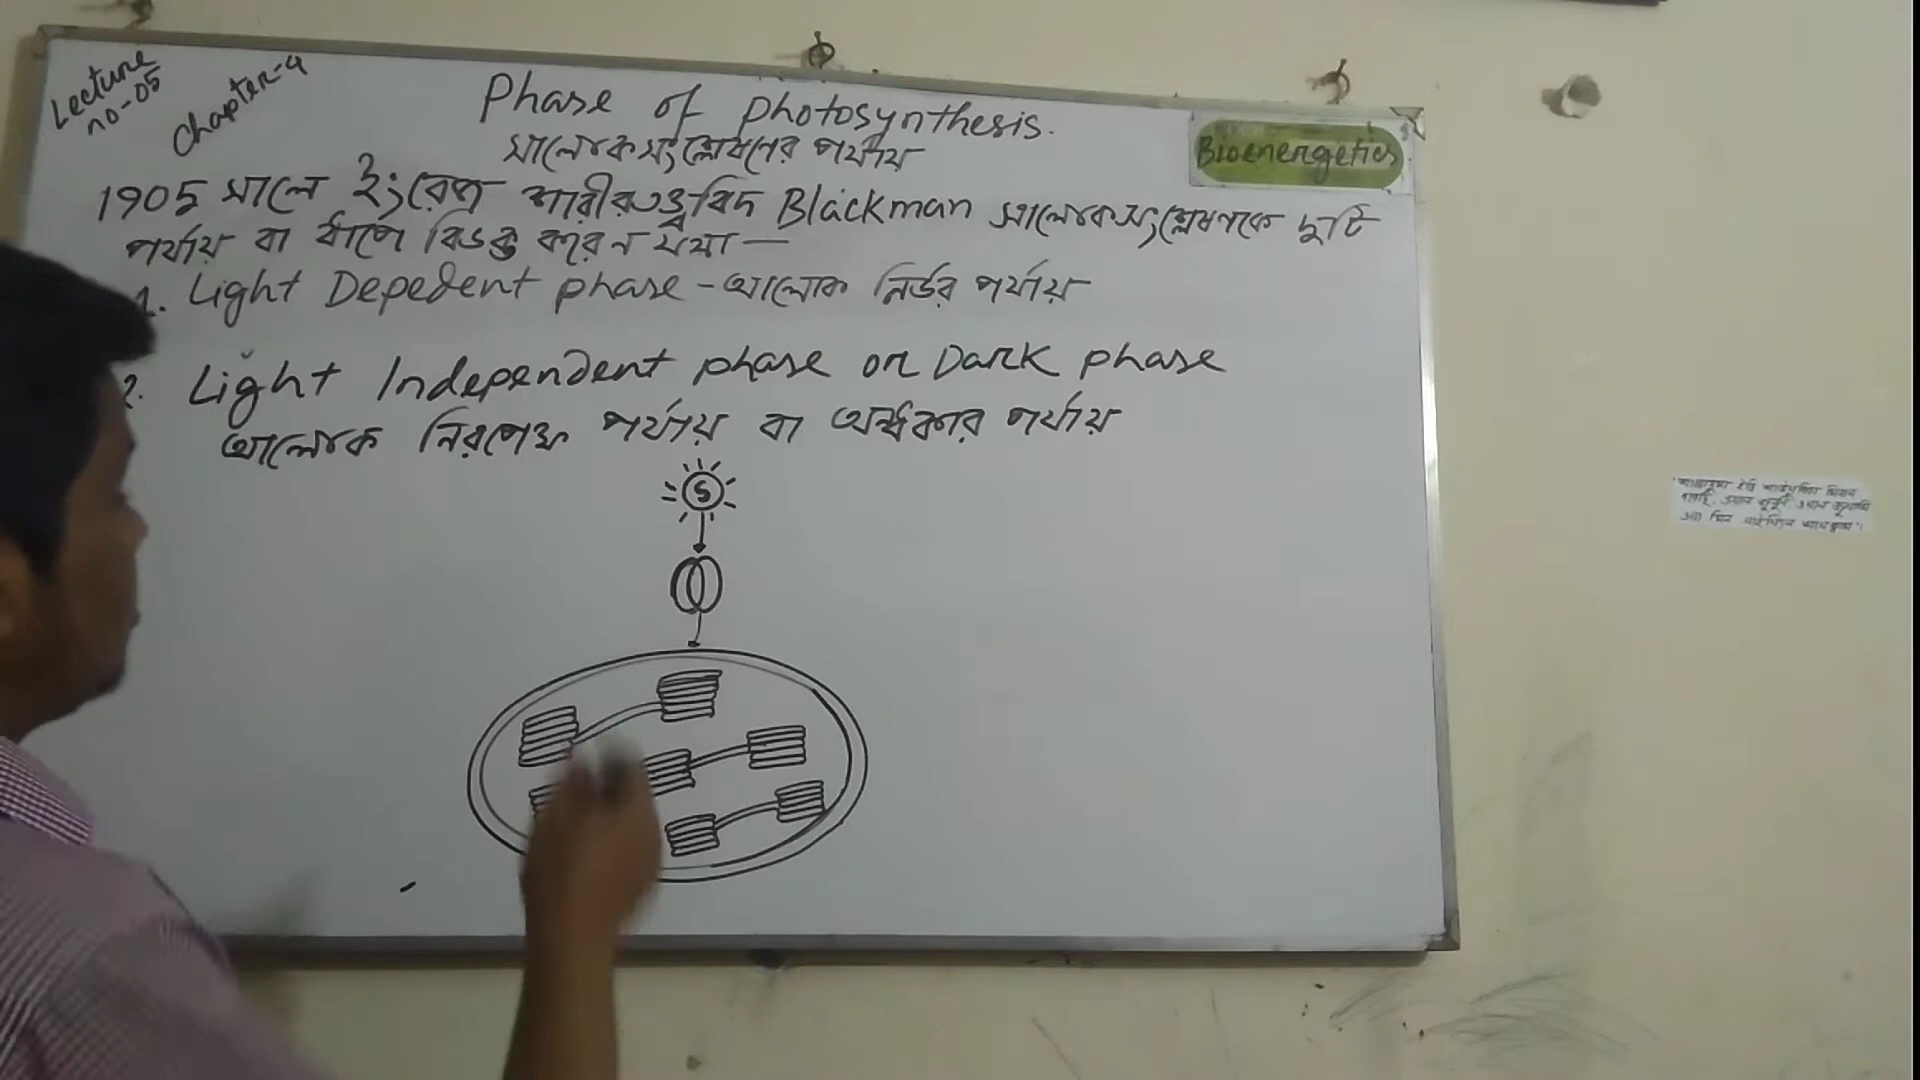 Lecture
no-05
Chapter-4
Phase of photosynthesis.
সালোকসংশ্লেষণের পর্যায়
Bioenergetics
1905 সালে ইংরেজ শারীরতত্ত্ববিদ Blackman সালোকসংশ্লেষণকে দুটি
পর্যায় বা ধাপে বিভক্ত করেন যথা—
1. Light Depedent phase - আলোক নির্ভর পর্যায়
2. Light Independent phase or Dark phase
আলোক নিরপেক্ষ পর্যায় বা অন্ধকার পর্যায়
S